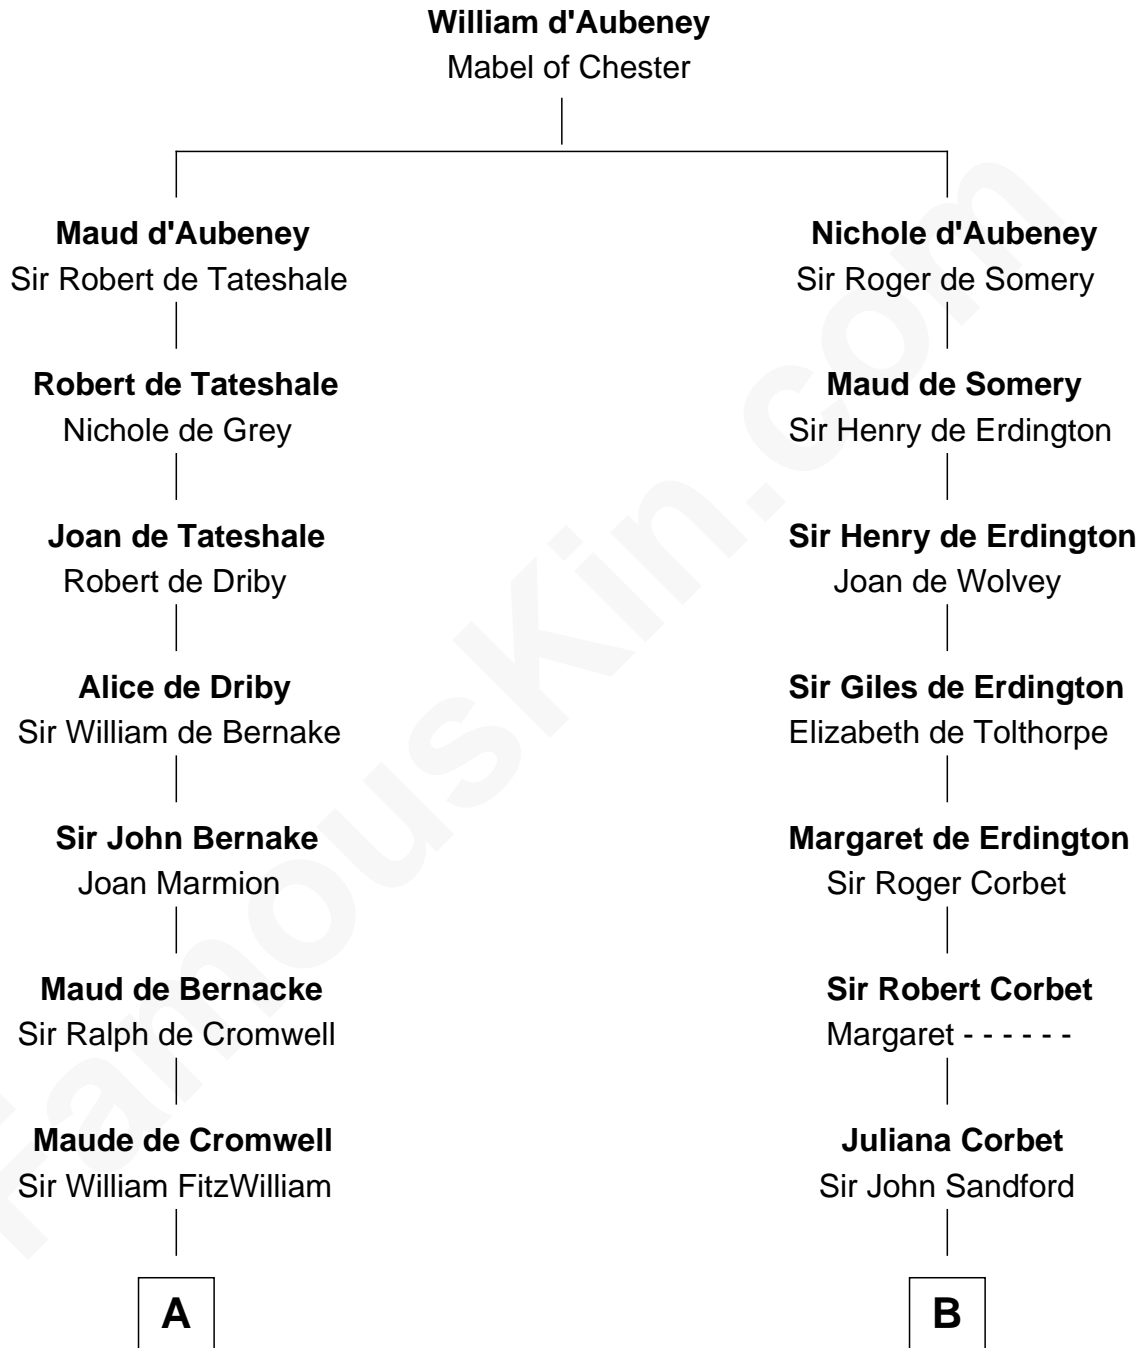 William d'Aubeney
Mabel of Chester
Maud d'Aubeney
Sir Robert de Tateshale
Nichole d'Aubeney
Sir Roger de Somery
Robert de Tateshale
Nichole de Grey
Maud de Somery
Sir Henry de Erdington
Joan de Tateshale
Robert de Driby
Sir Henry de Erdington
Joan de Wolvey
Alice de Driby
Sir William de Bernake
Sir Giles de Erdington
Elizabeth de Tolthorpe
Sir John Bernake
Joan Marmion
Margaret de Erdington
Sir Roger Corbet
Maud de Bernacke
Sir Ralph de Cromwell
Sir Robert Corbet
Margaret - - - - - -
Maude de Cromwell
Sir William FitzWilliam
Juliana Corbet
Sir John Sandford
A
B
FamousKin.com